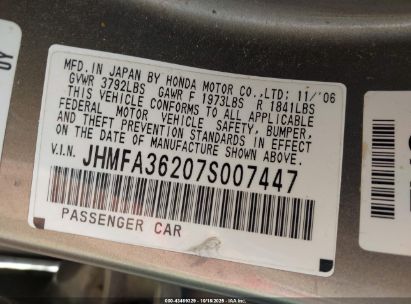 MFD. IN JAPAN BY HONDA MOTOR CO.,LTD: 11/'06
GVWR 3792LBS GAWR F 1973LBS R 1841LBS
THIS VEHICLE CONFORMS TO ALL APPLICABLE
FEDERAL MOTOR VEHICLE SAFETY, BUMPER,
AND THEFT PREVENTION STANDARDS IN EFFECT
ON THE DATE OF MANUFACTURE SHOWN ABOVE.
V.I.N. JHMFA36207S007447
PASSENGER CAR